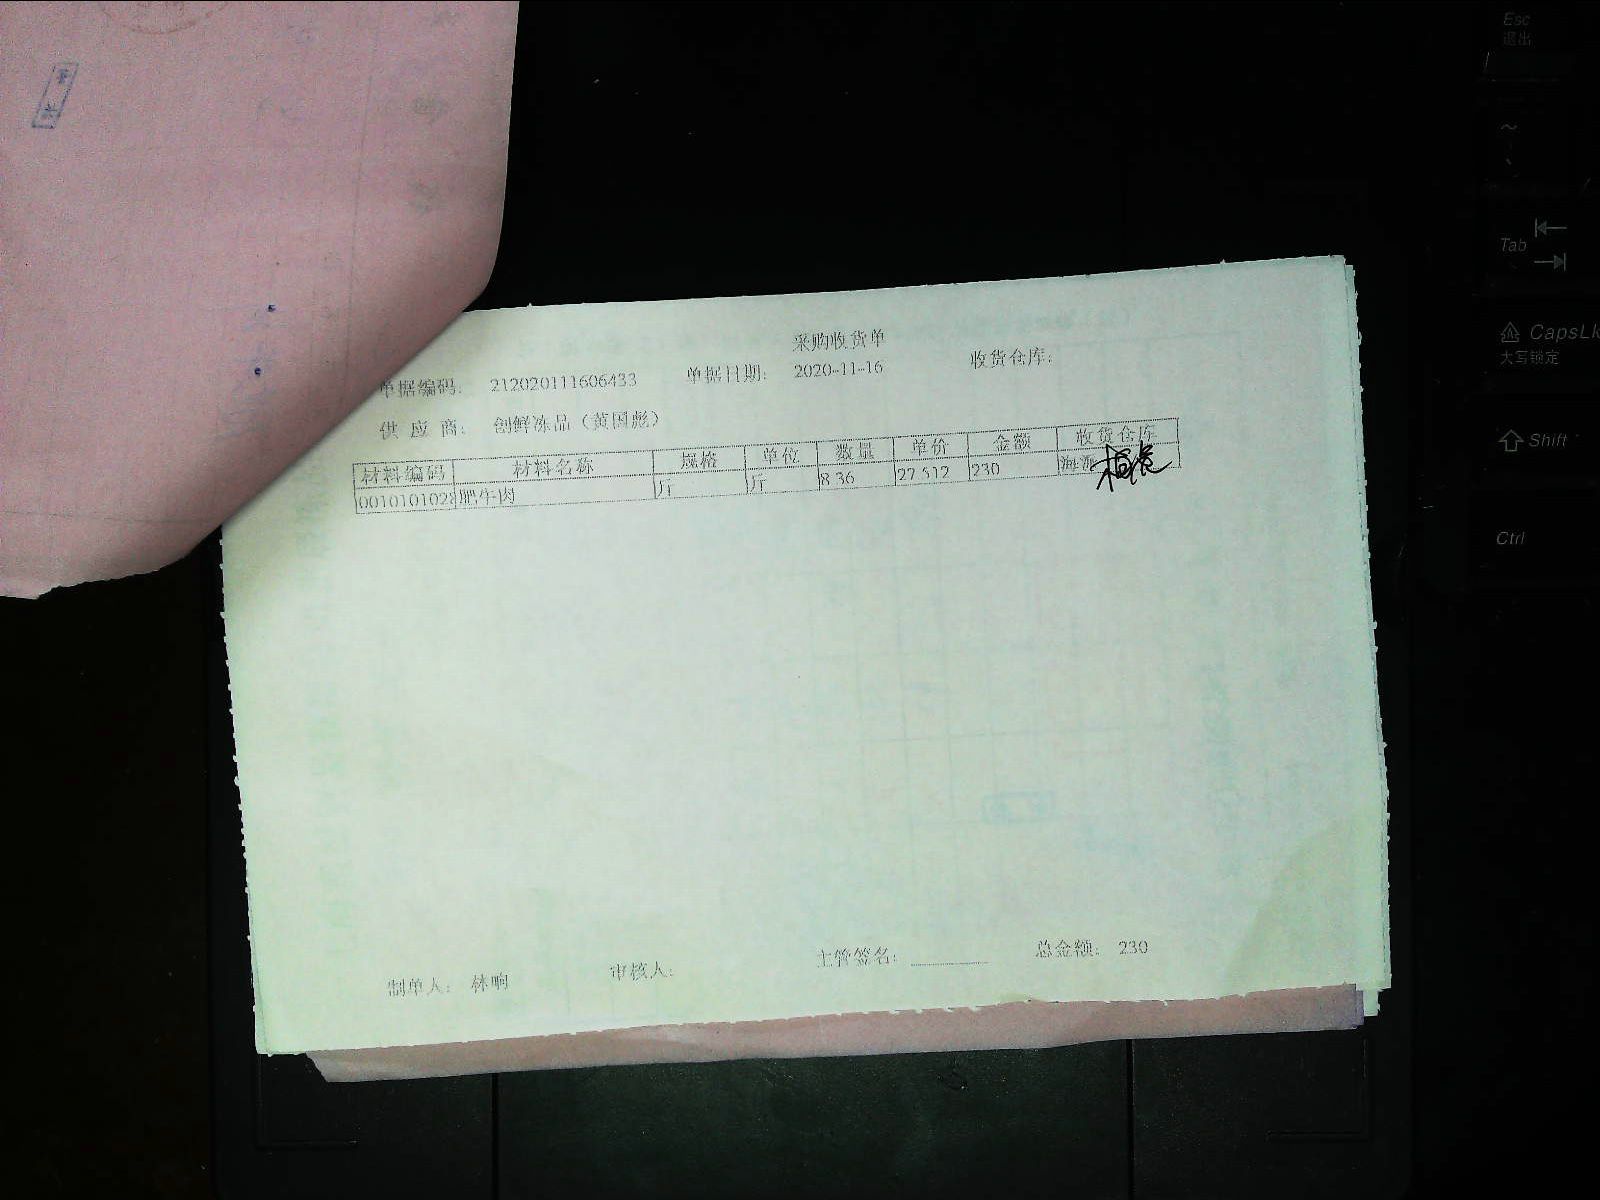 采购收货单
单据编码: 212020111606433 单据日期: 2020-11-16 收货仓库:
供应商: 创鲜冻品（黄国彪）
材料编码 材料名称 规格 单位 数量 单价 金额 收货仓库
0010101028 肥牛肉 斤 斤 8.36 27.512 230
制单人: 林响 审核人: 主管签名: 总金额: 230
Esc
退出
Tab
CapsLk
大写锁定
Shift
Ctrl